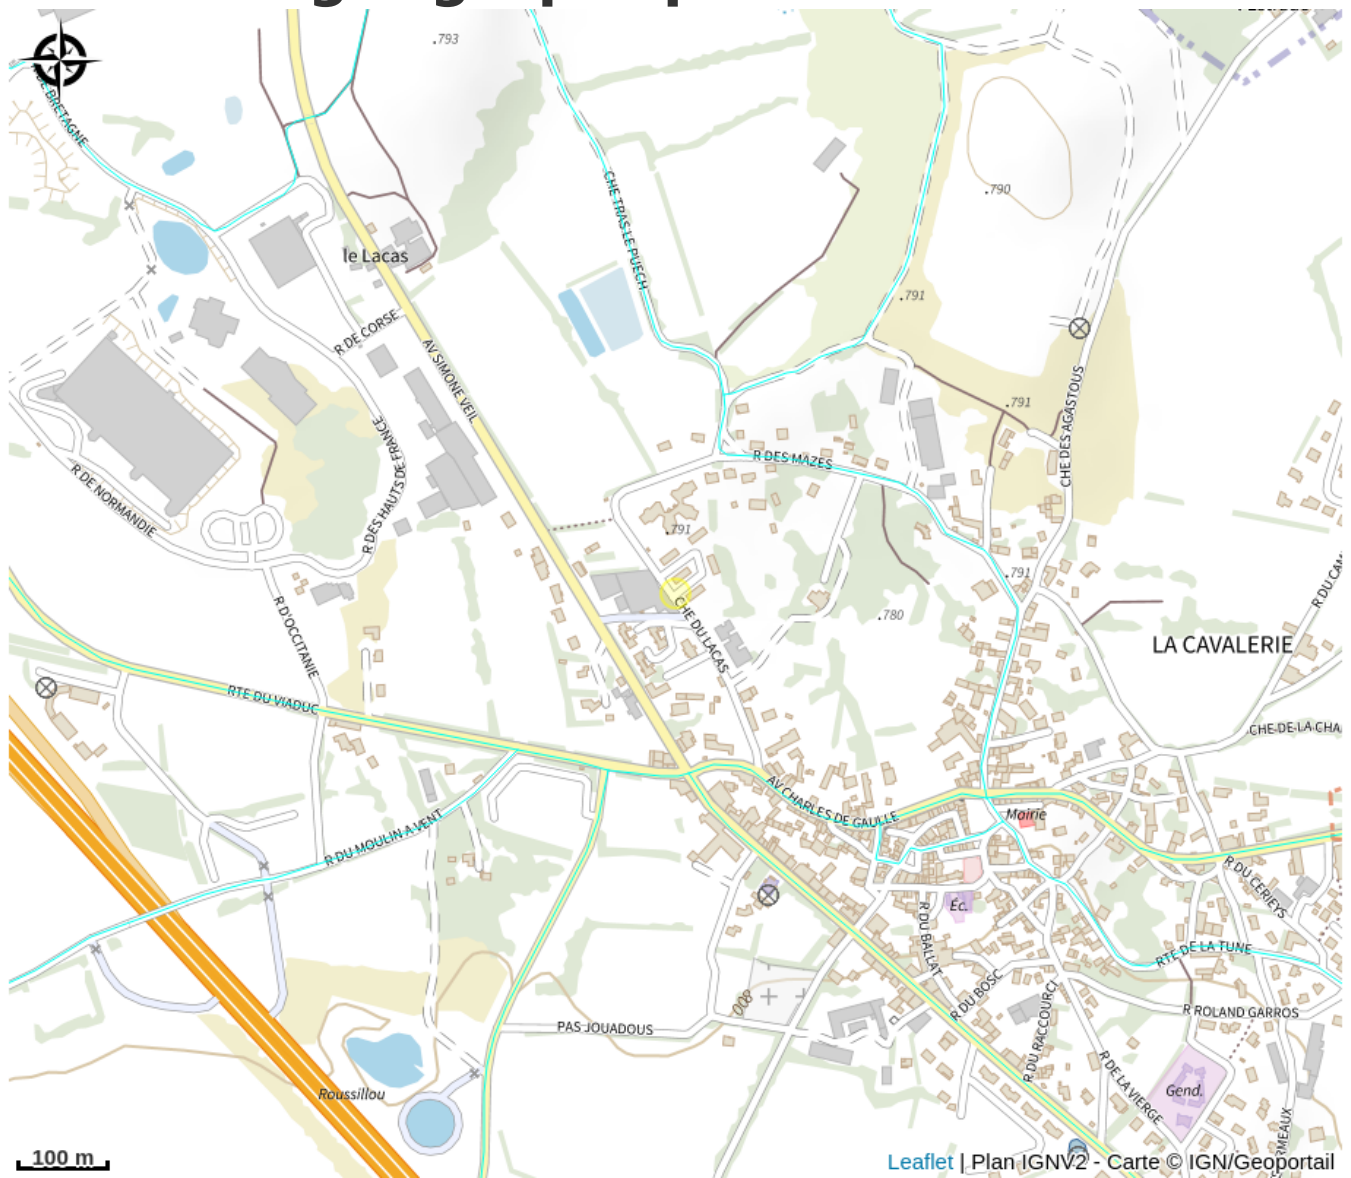 .793
R DE BRETAGNE
.790
CHE TRAS LE PUECH
le Lacas
.791
R DE CORSE
AV SIMONE VEIL
CHE DES AGASTOUS
.791
R DES HAUTS DE FRANCE
R DES MAZES
R DE NORMANDIE
.791
.791
R DU CAM
CHE DU LACAS
.780
R D'OCCITANIE
LA CAVALERIE
RTE DU VIADUC
CHE-DE-LA-CHA
AV CHARLES DE GAULLE
Mairie
R DU MOULIN A VENT
R DU CERIEYS
Éc.
R DU BALLAT
RTE DE LA TUNE
R DU BOSC
800
R ROLAND GARROS
PAS JOUADOUS
R DU RACCOURCI
R DE LA VIERGE
Roussillou
Gend.
RMEAUX
100 m
Leaflet | Plan IGNV2 - Carte © IGN/Geoportail